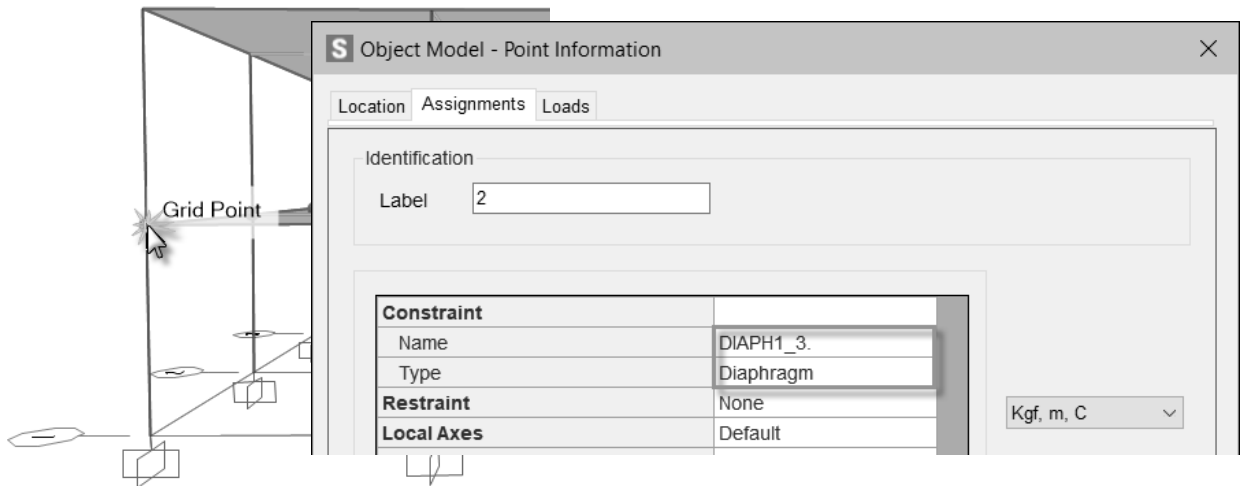 S Object Model - Point Information
Location Assignments Loads
Identification
Label 2
Grid Point
Constraint
Name DIAPH1_3.
Type Diaphragm
Restraint None
Kgf, m, C
Local Axes Default